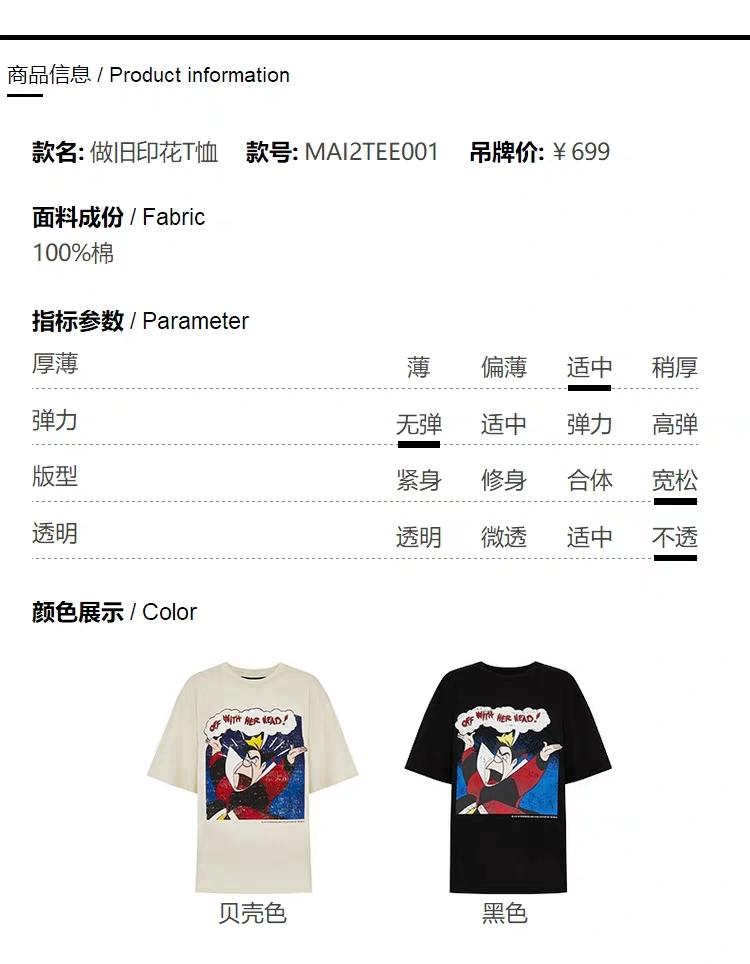 商品信息 / Product information
款名: 做旧印花T恤 款号: MAI2TEE001 吊牌价: ¥699
面料成份 / Fabric
100%棉
指标参数 / Parameter
厚薄 薄 偏薄 适中 稍厚
弹力 无弹 适中 弹力 高弹
版型 紧身 修身 合体 宽松
透明 透明 微透 适中 不透
颜色展示 / Color
OFF WITH HER HEAD! OFF WITH HER HEAD!
贝壳色 黑色